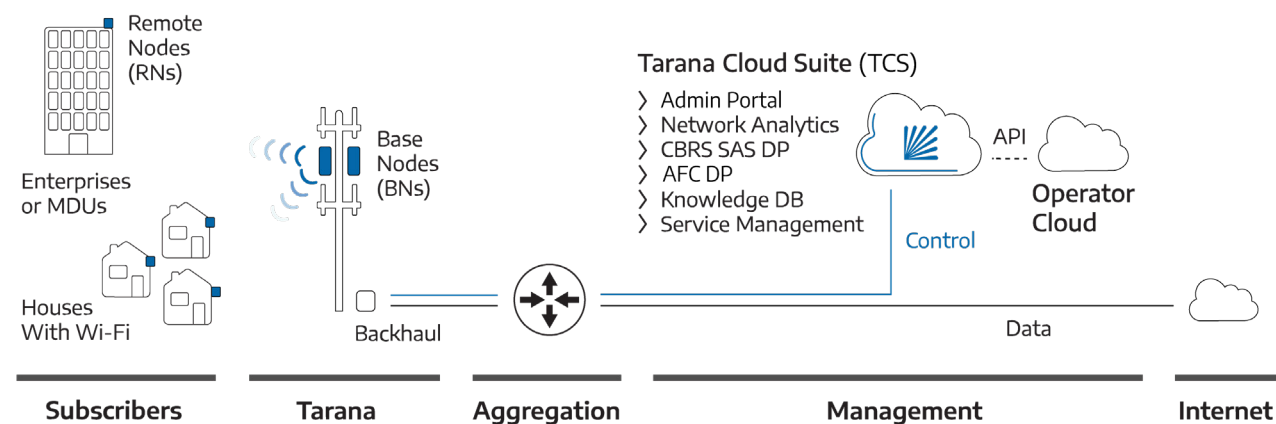 Remote
Nodes
(RNs)
Enterprises
or MDUs
Houses
With Wi-Fi
Base
Nodes
(BNs)
Backhaul
Tarana Cloud Suite (TCS)
〉 Admin Portal
〉 Network Analytics
〉 CBRS SAS DP
〉 AFC DP
〉 Knowledge DB
〉 Service Management
API
Operator
Cloud
Control
Data
Subscribers
Tarana
Aggregation
Management
Internet